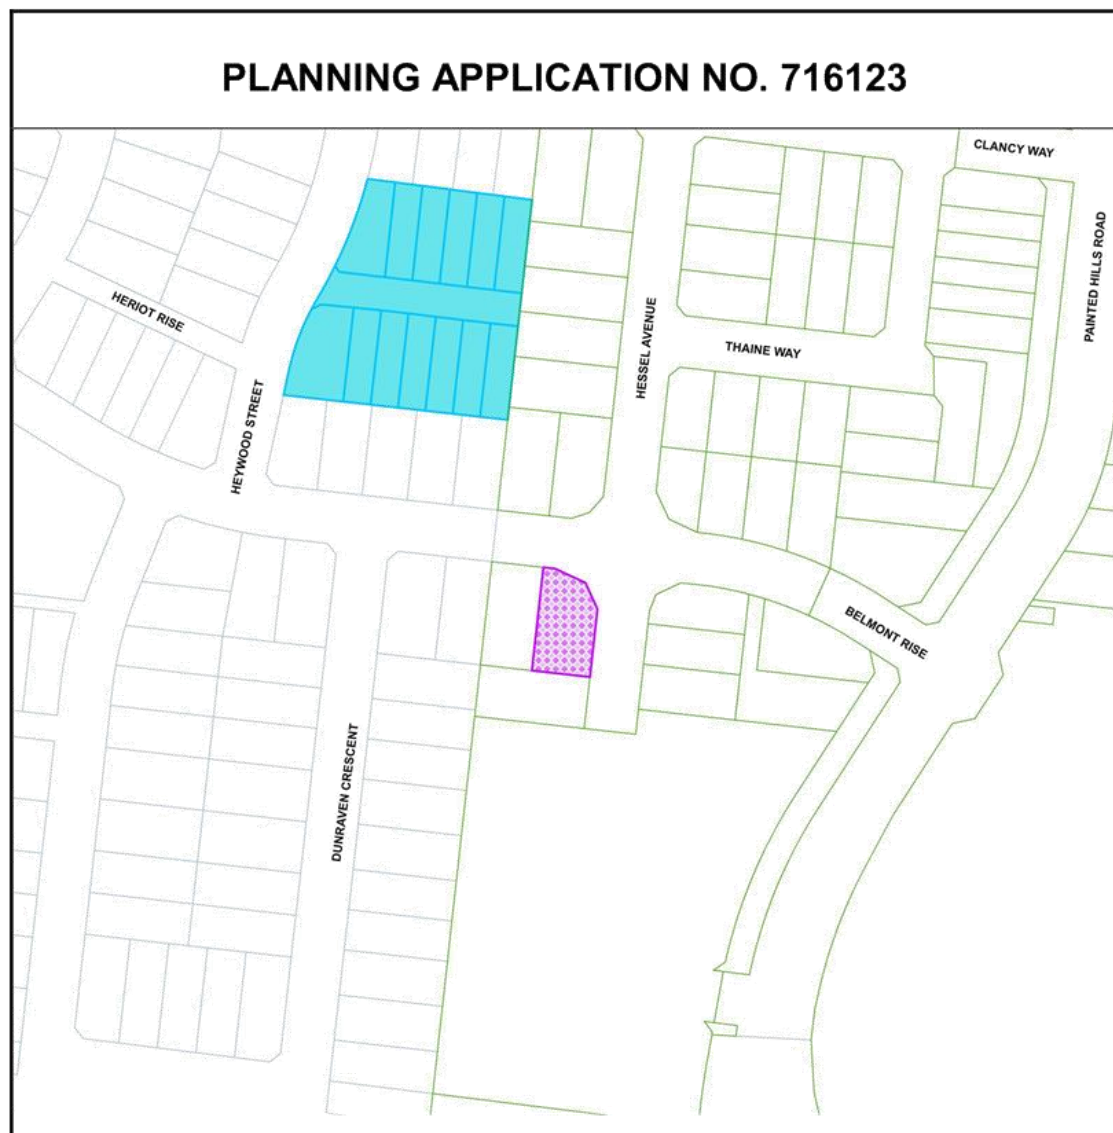 PLANNING APPLICATION NO. 716123
CLANCY WAY
PAINTED HILLS ROAD
HERIOT RISE
HESSEL AVENUE
THAINE WAY
HEYWOOD STREET
BELMONT RISE
DUNRAVEN CRESCENT